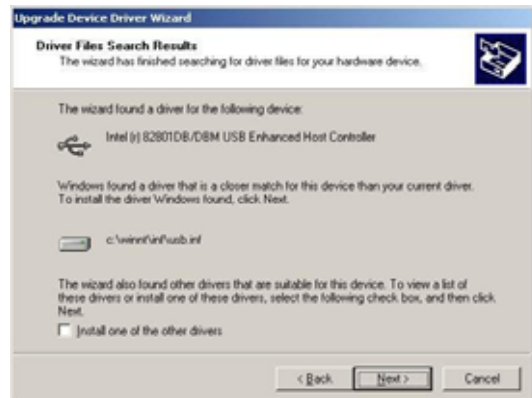 Upgrade Device Driver Wizard
Driver Files Search Results
The wizard has finished searching for driver files for your hardware device.
The wizard found a driver for the following device:
Intel (r) 82801DB/DBM USB Enhanced Host Controller
Windows found a driver that is a closer match for this device than your current driver.
To install the driver Windows found, click Next.
c:\winnt\inf\usb.inf
The wizard also found other drivers that are suitable for this device. To view a list of
these drivers or install one of these drivers, select the following check box, and then click
Next.
Install one of the other drivers
< Back
Next >
Cancel